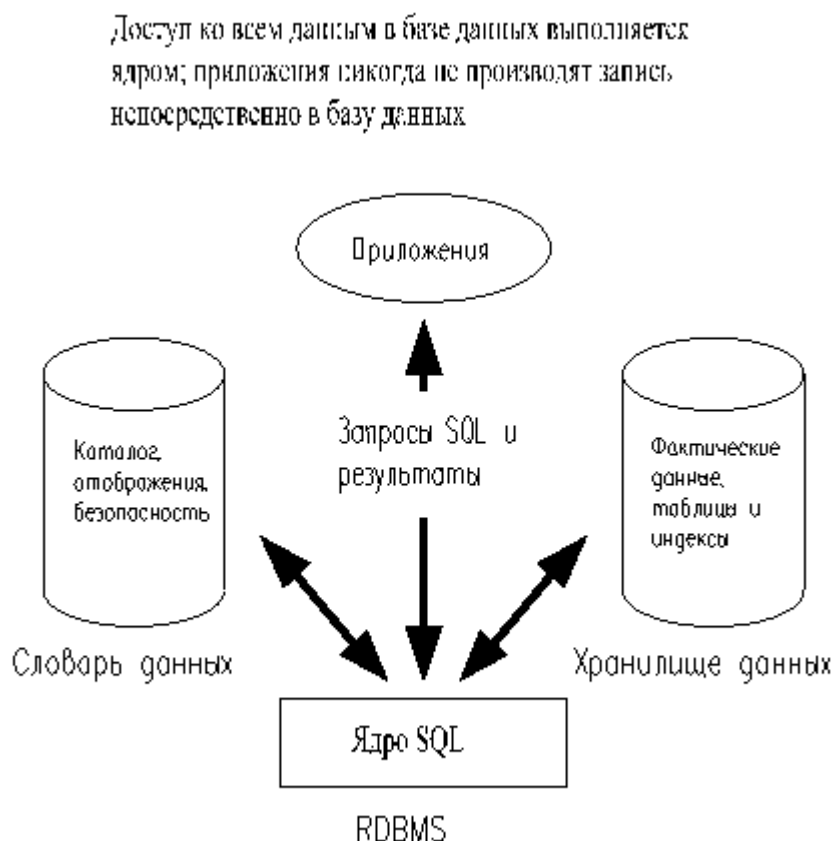 Доступ ко всем данным в базе данных выполняется
ядром; приложения никогда не производят запись
непосредственно в базу данных
Приложения
Запросы SQL и
результаты
Каталог,
отображения,
безопасность
Фактические
данные,
таблицы и
индексы
Словарь данных
Хранилище данных
Ядро SQL
RDBMS